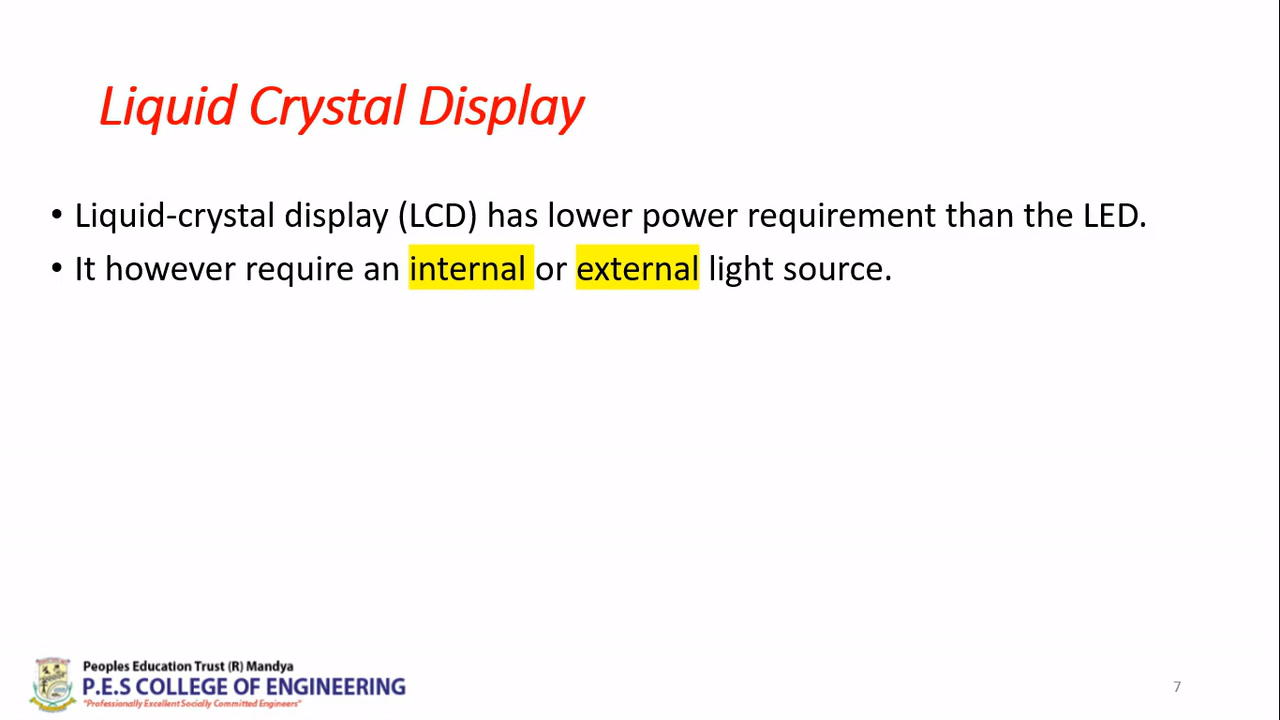 Liquid Crystal Display
• Liquid-crystal display (LCD) has lower power requirement than the LED.
• It however require an internal or external light source.
Peoples Education Trust (R) Mandya
P.E.S COLLEGE OF ENGINEERING
"Professionally Excellent Socially Committed Engineers"
7